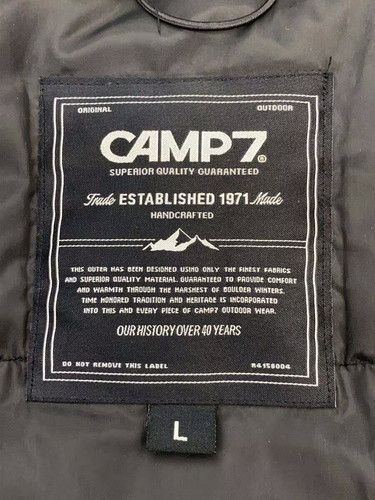 ORIGINAL OUTDOOR
CAMP7®
SUPERIOR QUALITY GUARANTEED
Trade ESTABLISHED 1971 Made
HANDCRAFTED
THIS OUTER HAS BEEN DESIGNED USING ONLY THE FINEST FABRICS
AND SUPERIOR QUALITY MATERIAL. GUARANTEED TO PROVIDE COMFORT
AND WARMTH THROUGH THE HARSHEST OF BOULDER WINTERS.
TIME HONORED TRADITION AND HERITAGE IS INCORPORATED
INTO THIS AND EVERY PIECE OF CAMP7 OUTDOOR WEAR.
OUR HISTORY OVER 40 YEARS
DO NOT REMOVE THIS LABEL R4158004
L